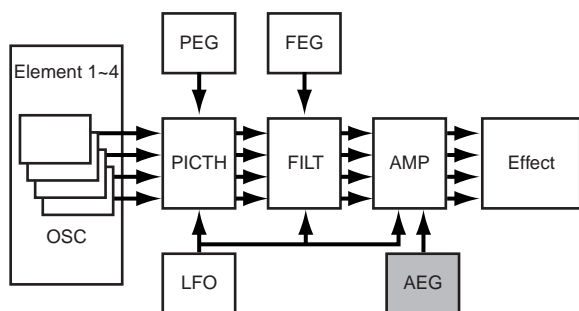 PEG
FEG
Element 1~4
PICTH
FILT
AMP
Effect
OSC
LFO
AEG